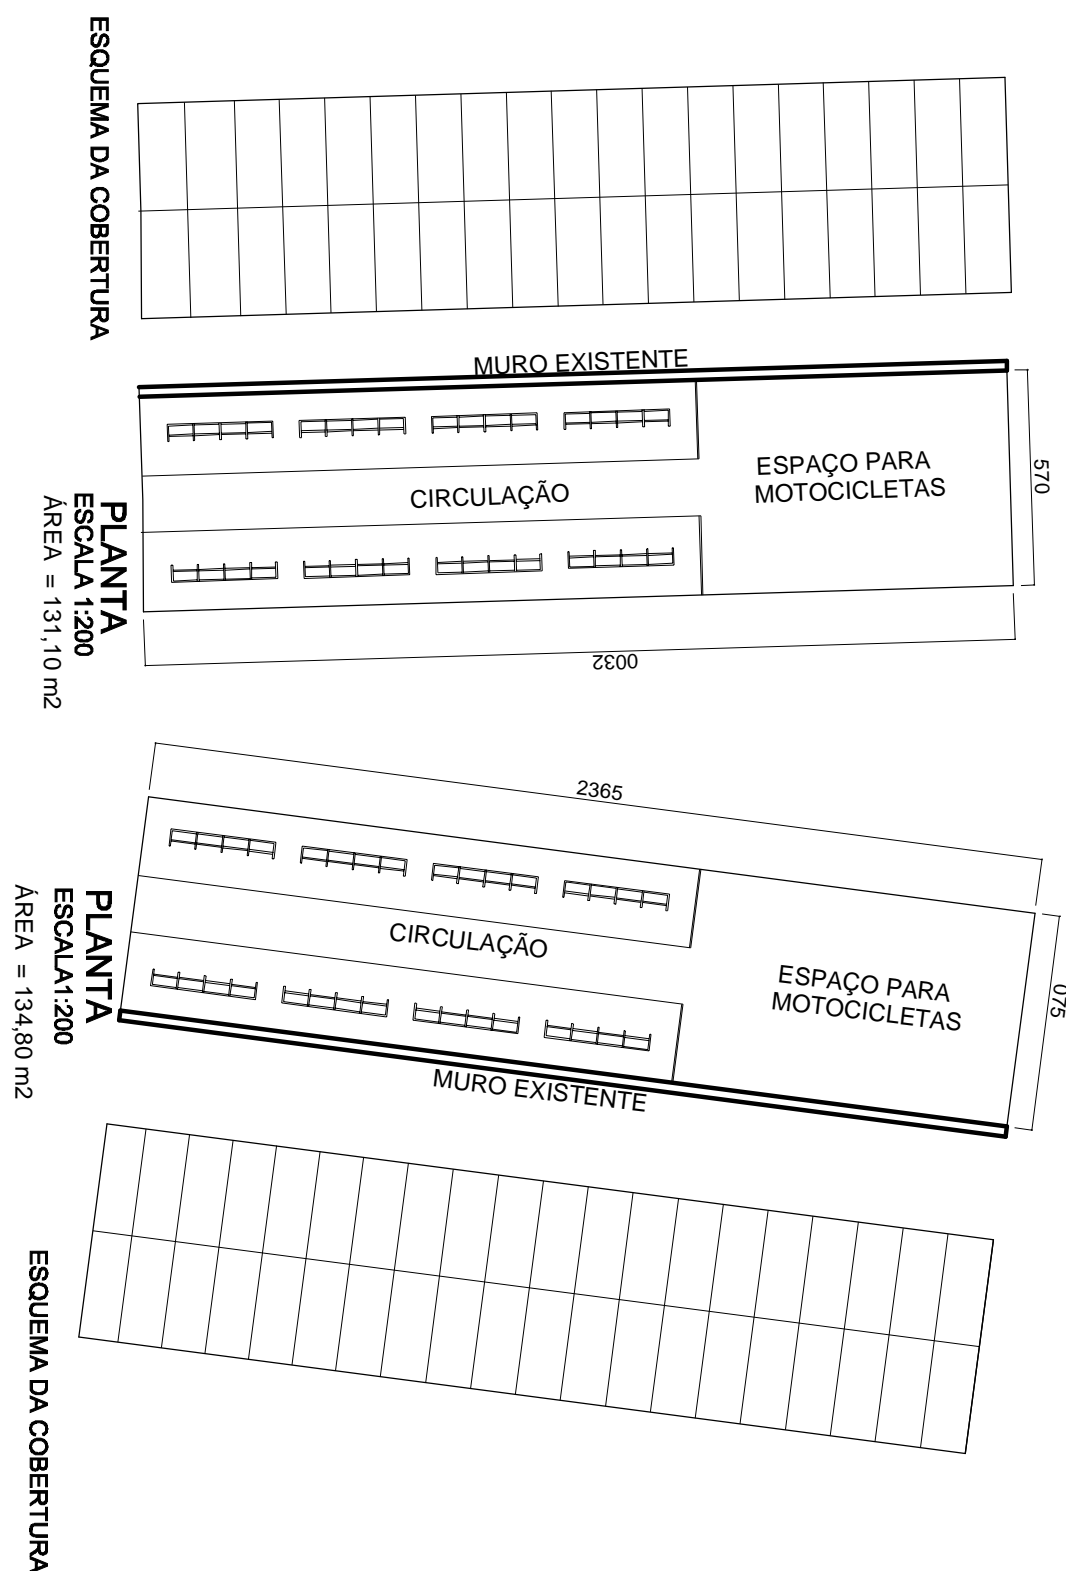 ESQUEMA DA COBERTURA
MURO EXISTENTE
ESPAÇO PARA
MOTOCICLETAS
570
CIRCULAÇÃO
PLANTA
ESCALA 1:200
ÁREA = 131,10 m2
2300
2365
CIRCULAÇÃO
ESPAÇO PARA
MOTOCICLETAS
570
PLANTA
ESCALA1:200
ÁREA = 134,80 m2
MURO EXISTENTE
ESQUEMA DA COBERTURA